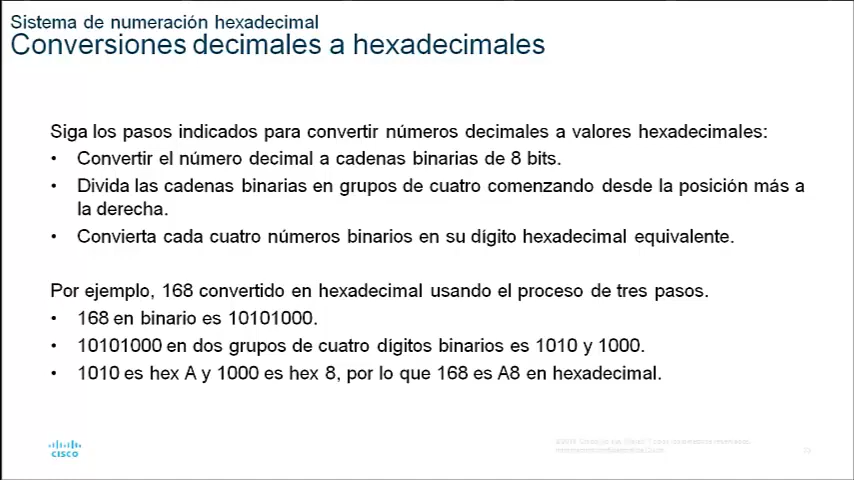 Sistema de numeración hexadecimal
Conversiones decimales a hexadecimales
Siga los pasos indicados para convertir números decimales a valores hexadecimales:
• Convertir el número decimal a cadenas binarias de 8 bits.
• Divida las cadenas binarias en grupos de cuatro comenzando desde la posición más a
la derecha.
• Convierta cada cuatro números binarios en su dígito hexadecimal equivalente.
Por ejemplo, 168 convertido en hexadecimal usando el proceso de tres pasos.
• 168 en binario es 10101000.
• 10101000 en dos grupos de cuatro dígitos binarios es 1010 y 1000.
• 1010 es hex A y 1000 es hex 8, por lo que 168 es A8 en hexadecimal.
CISCO